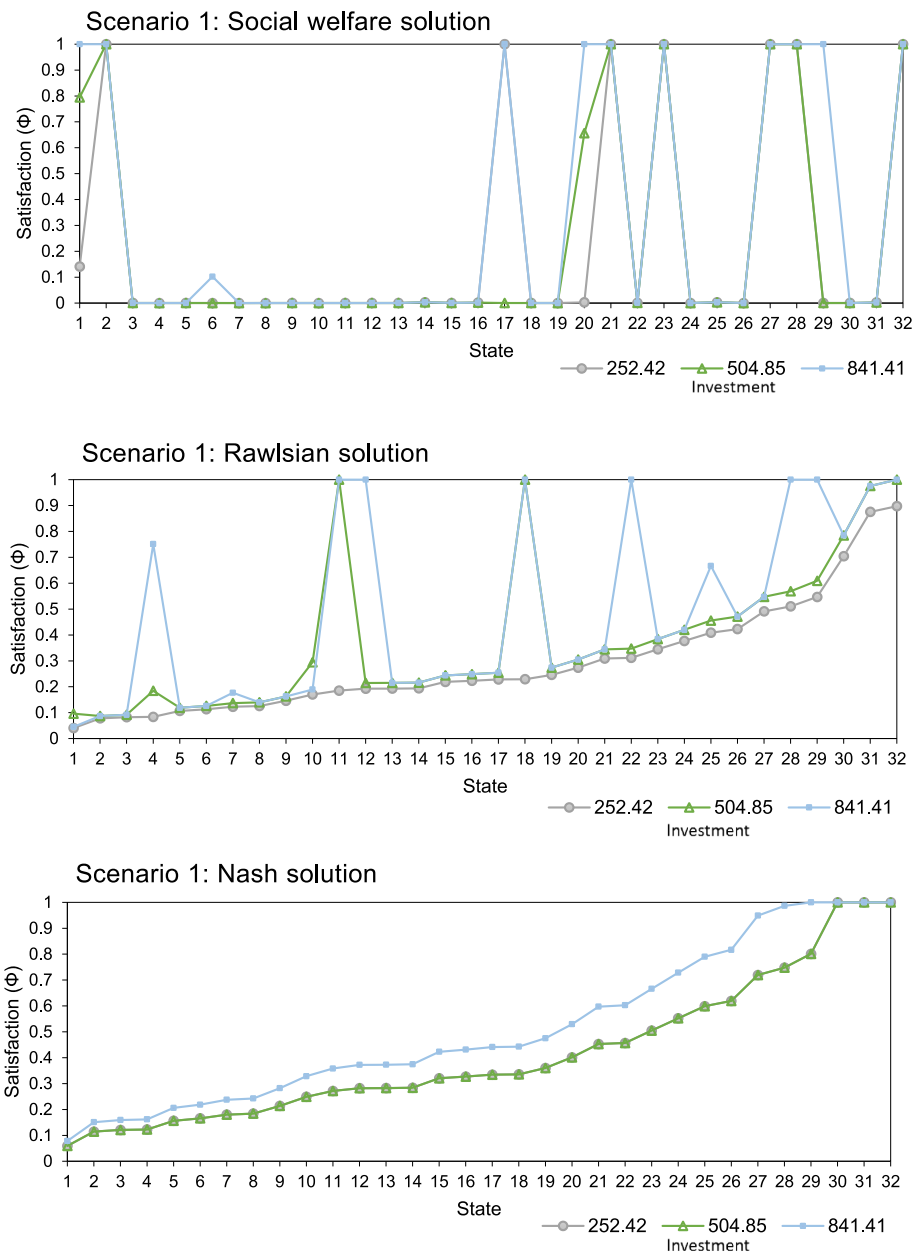 Scenario 1: Social welfare solution
Satisfaction (Φ)
1
0.9
0.8
0.7
0.6
0.5
0.4
0.3
0.2
0.1
0
1 2 3 4 5 6 7 8 9 10 11 12 13 14 15 16 17 18 19 20 21 22 23 24 25 26 27 28 29 30 31 32
State
252.42 504.85 841.41
Investment
Scenario 1: Rawlsian solution
Satisfaction (Φ)
1
0.9
0.8
0.7
0.6
0.5
0.4
0.3
0.2
0.1
0
1 2 3 4 5 6 7 8 9 10 11 12 13 14 15 16 17 18 19 20 21 22 23 24 25 26 27 28 29 30 31 32
State
252.42 504.85 841.41
Investment
Scenario 1: Nash solution
Satisfaction (Φ)
1
0.9
0.8
0.7
0.6
0.5
0.4
0.3
0.2
0.1
0
1 2 3 4 5 6 7 8 9 10 11 12 13 14 15 16 17 18 19 20 21 22 23 24 25 26 27 28 29 30 31 32
State
252.42 504.85 841.41
Investment